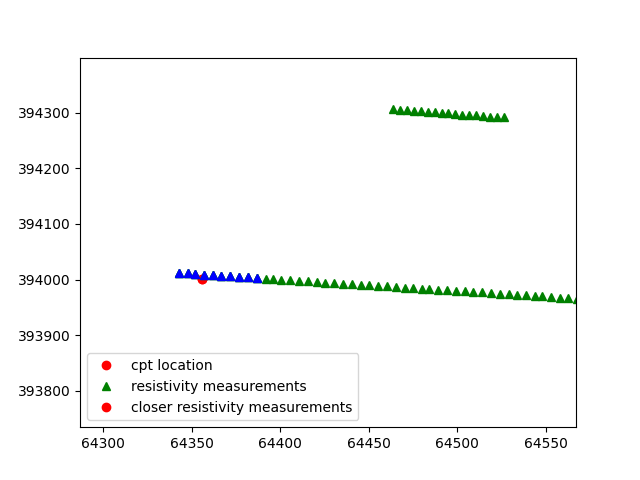 394300
394200
394100
394000
393900
393800
cpt location
resistivity measurements
closer resistivity measurements
64300 64350 64400 64450 64500 64550